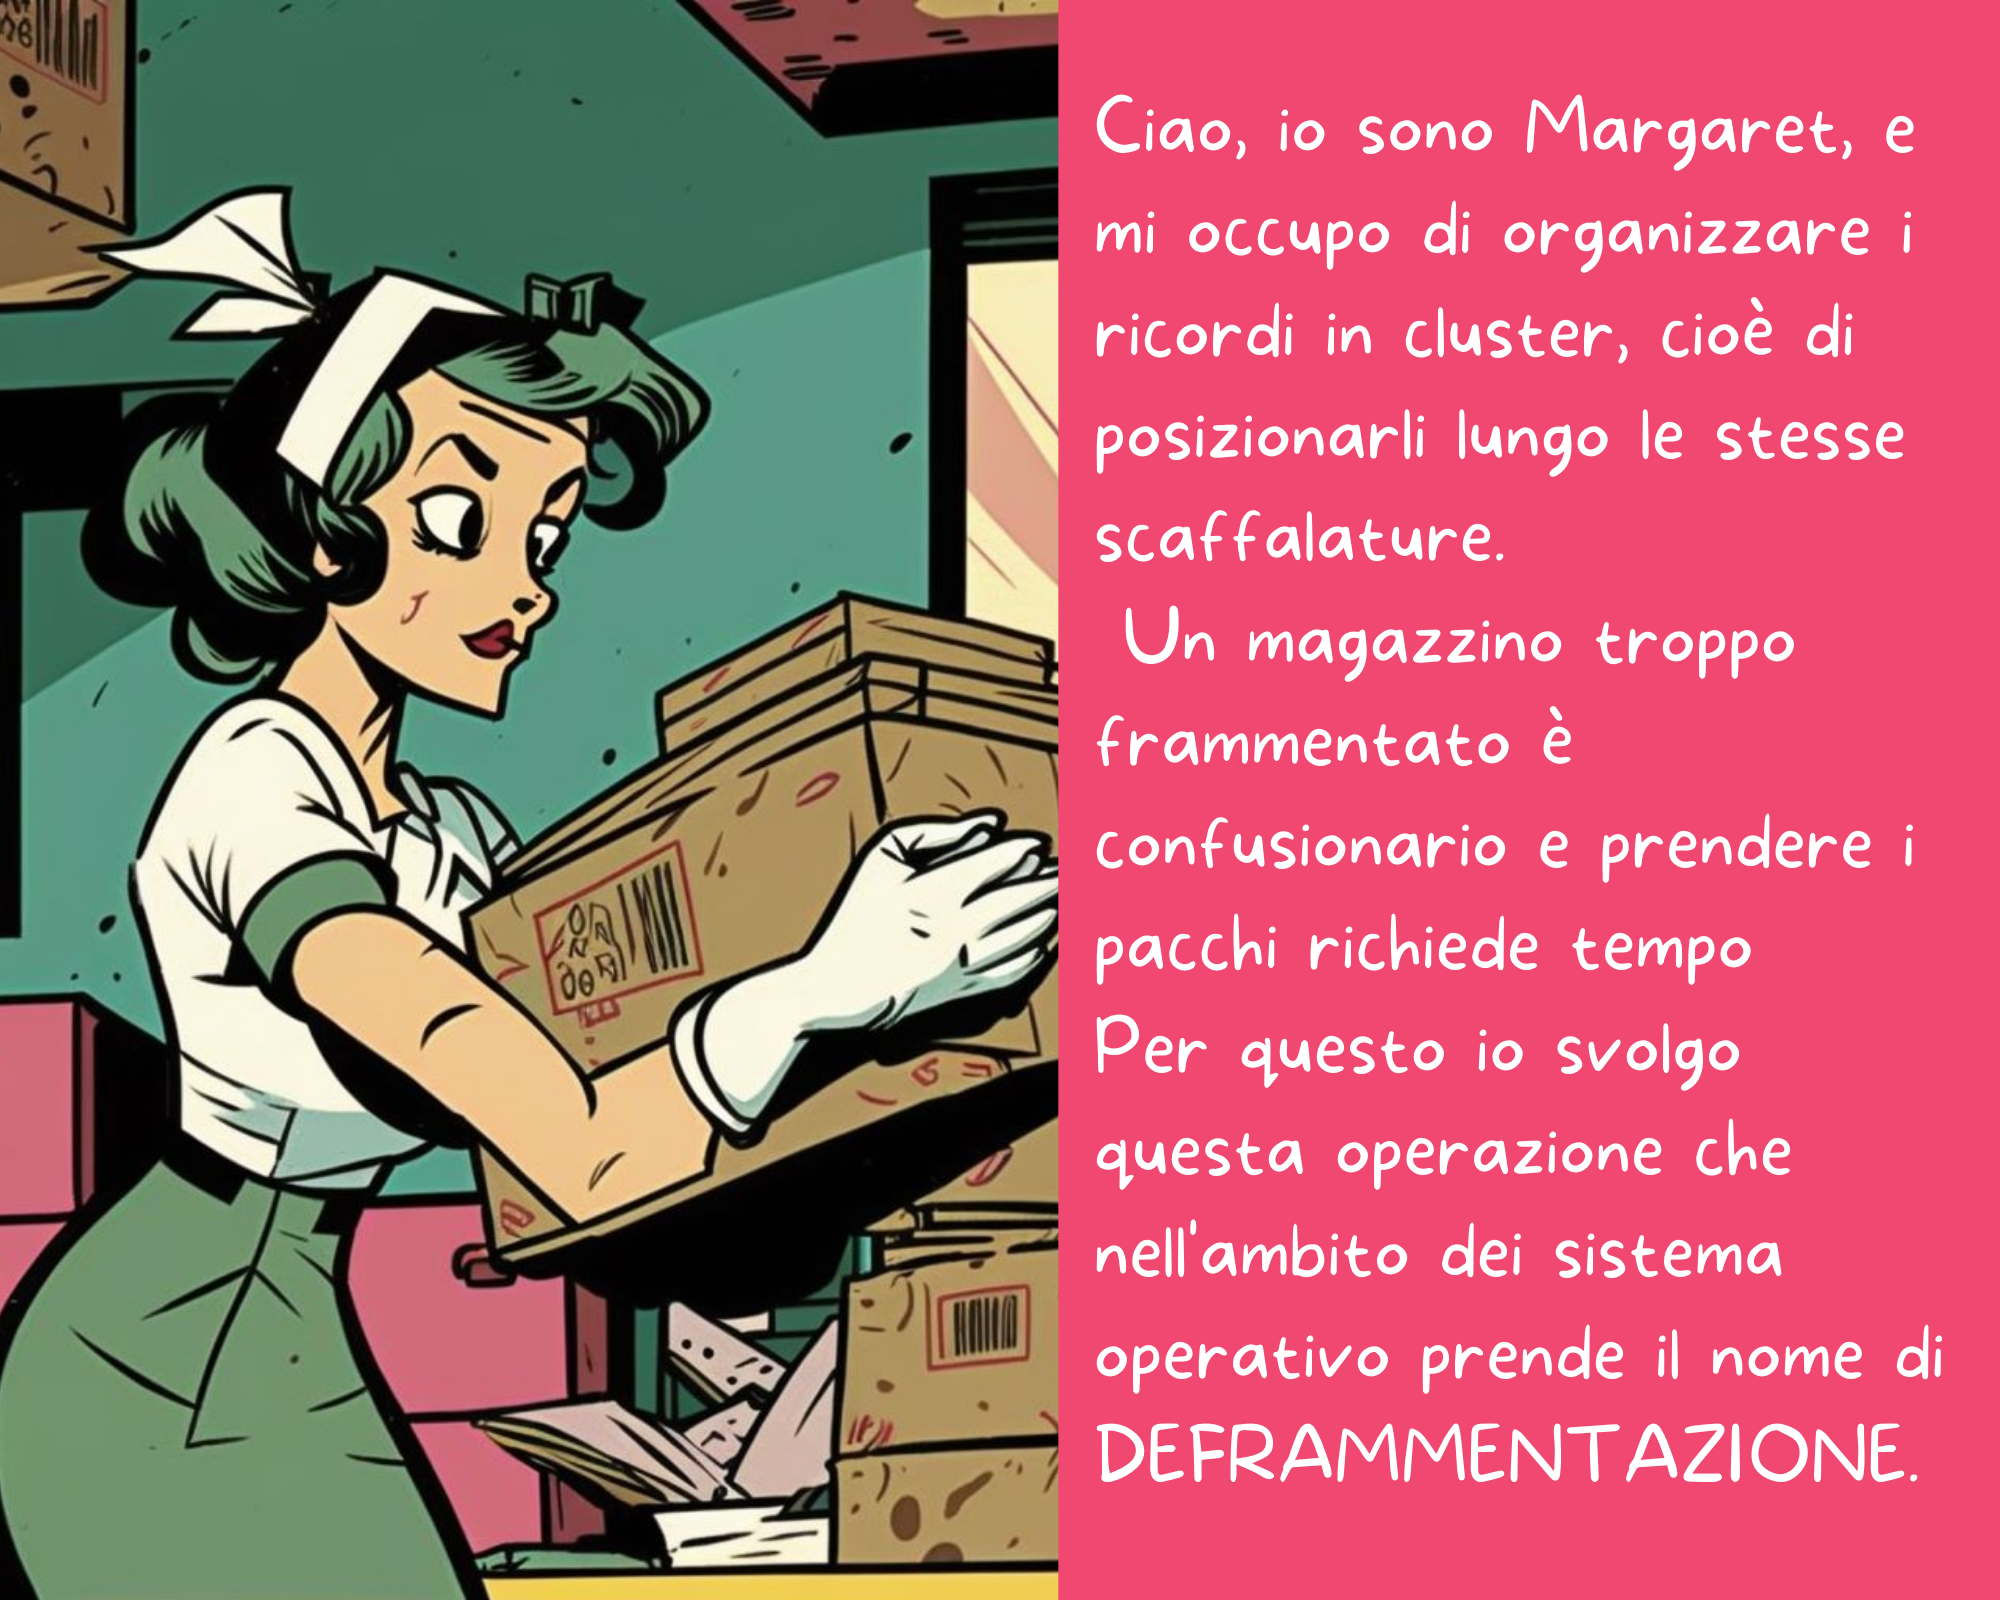 Ciao, io sono Margaret, e
mi occupo di organizzare i
ricordi in cluster, cioè di
posizionarli lungo le stesse
scaffalature.
Un magazzino troppo
frammentato è
confusionario e prendere i
pacchi richiede tempo
Per questo io svolgo
questa operazione che
nell'ambito dei sistema
operativo prende il nome di
DEFRAMMENTAZIONE.